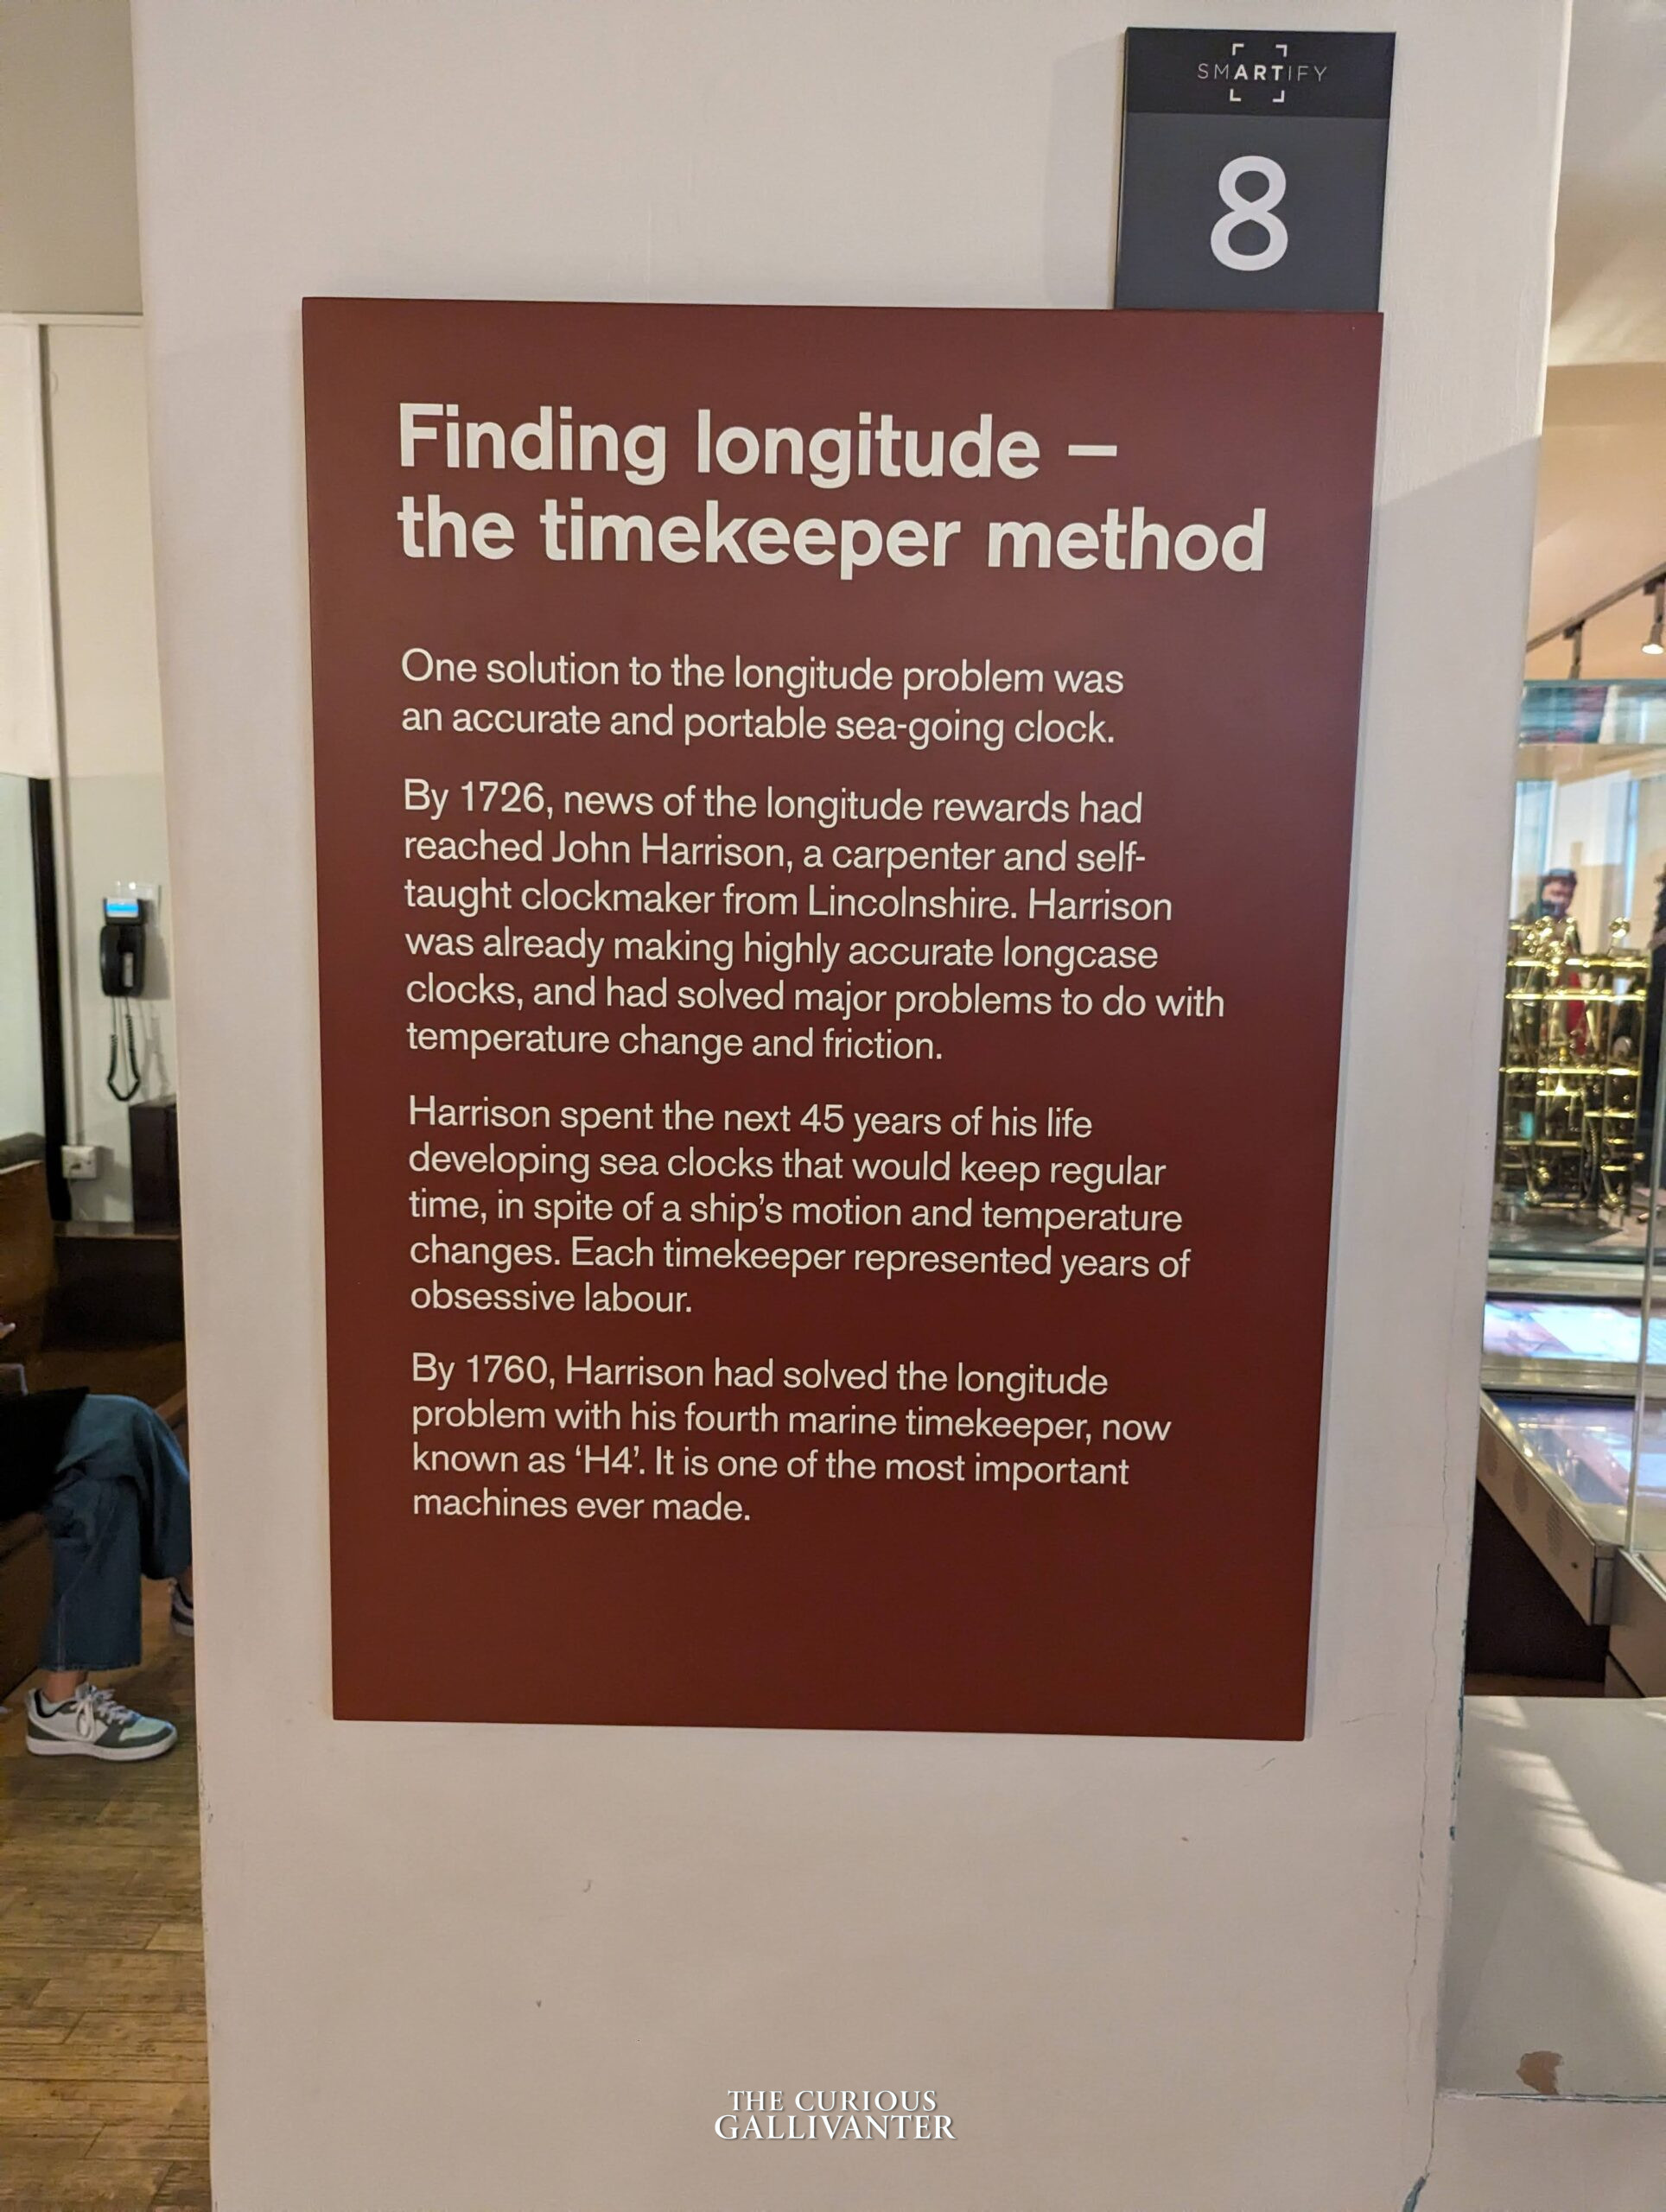 SMARTIFY
8
Finding longitude –
the timekeeper method
One solution to the longitude problem was
an accurate and portable sea-going clock.
By 1726, news of the longitude rewards had
reached John Harrison, a carpenter and self-
taught clockmaker from Lincolnshire. Harrison
was already making highly accurate longcase
clocks, and had solved major problems to do with
temperature change and friction.
Harrison spent the next 45 years of his life
developing sea clocks that would keep regular
time, in spite of a ship's motion and temperature
changes. Each timekeeper represented years of
obsessive labour.
By 1760, Harrison had solved the longitude
problem with his fourth marine timekeeper, now
known as ‘H4’. It is one of the most important
machines ever made.
THE CURIOUS
GALLIVANTER